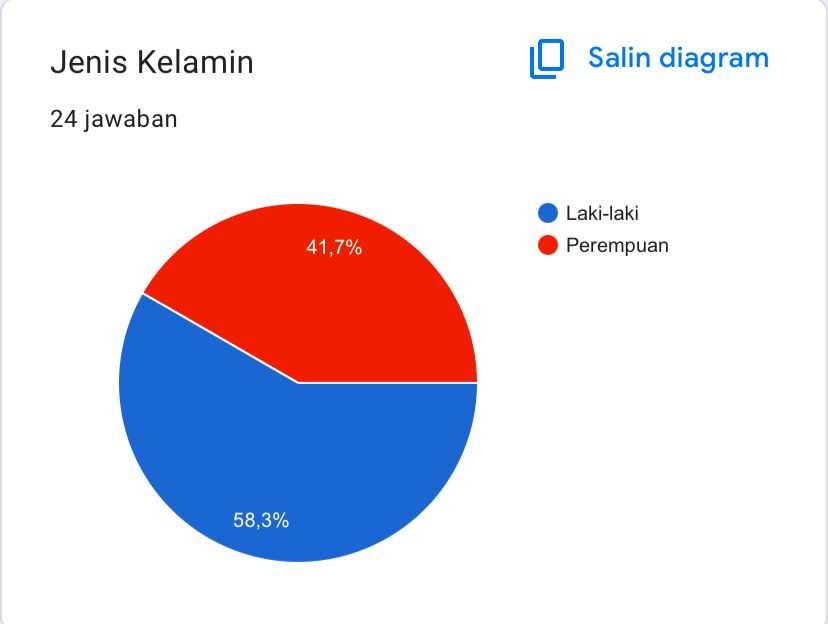 Jenis Kelamin
Salin diagram
24 jawaban
Laki-laki
Perempuan
41,7%
58,3%